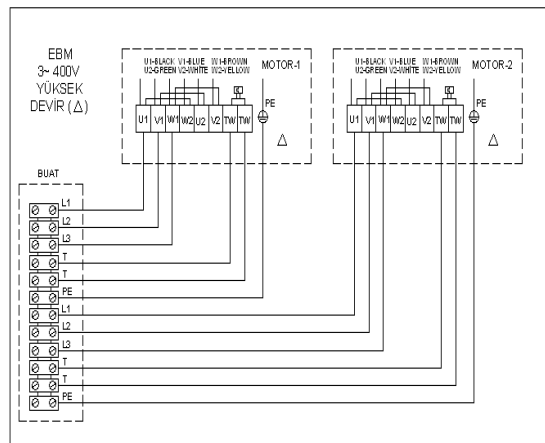 EBM
3~ 400V
YÜKSEK
DEVİR (Δ)
U1-BLACK V1-BLUE W1-BROWN
U2-GREEN V2-WHITE W2-YELLOW
MOTOR-1
PE
U1 V1 W1 W2 U2 V2 TW TW
Δ
U1-BLACK V1-BLUE W1-BROWN
U2-GREEN V2-WHITE W2-YELLOW
MOTOR-2
PE
U1 V1 W1 W2 U2 V2 TW TW
Δ
BUAT
L1
L2
L3
T
T
PE
L1
L2
L3
T
T
PE